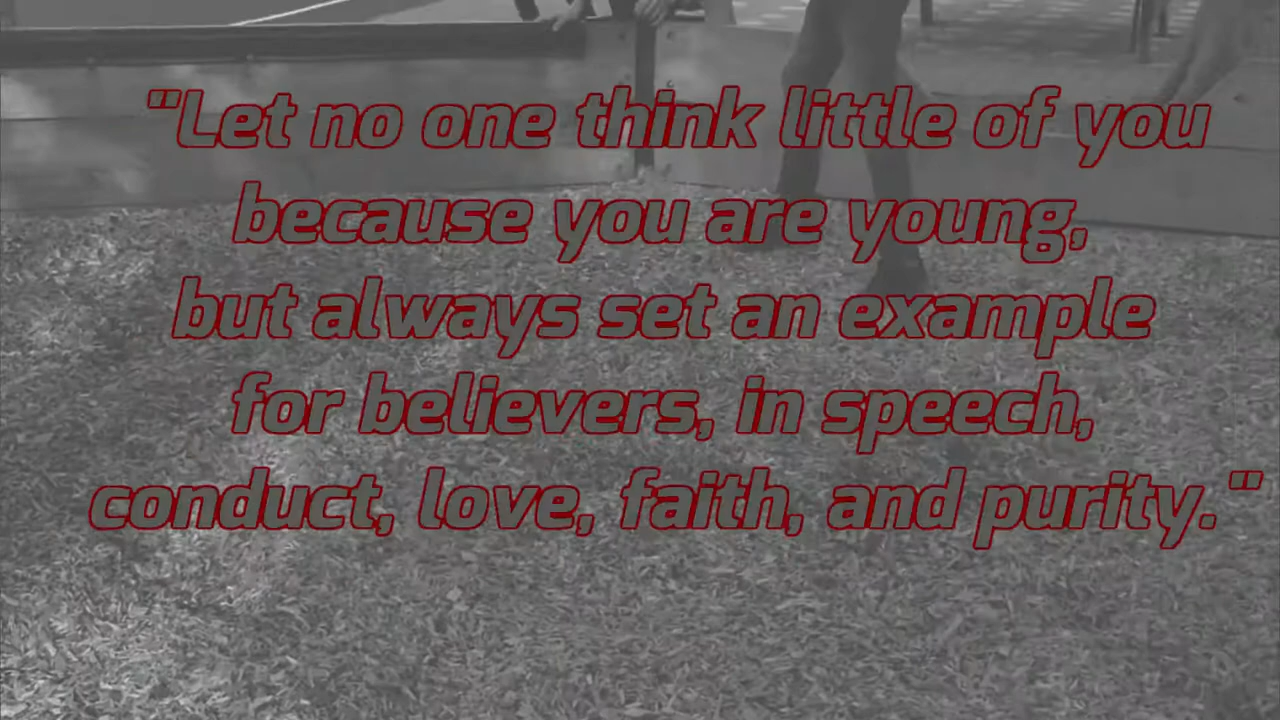 "Let no one think little of you
because you are young,
but always set an example
for believers, in speech,
conduct, love, faith, and purity."